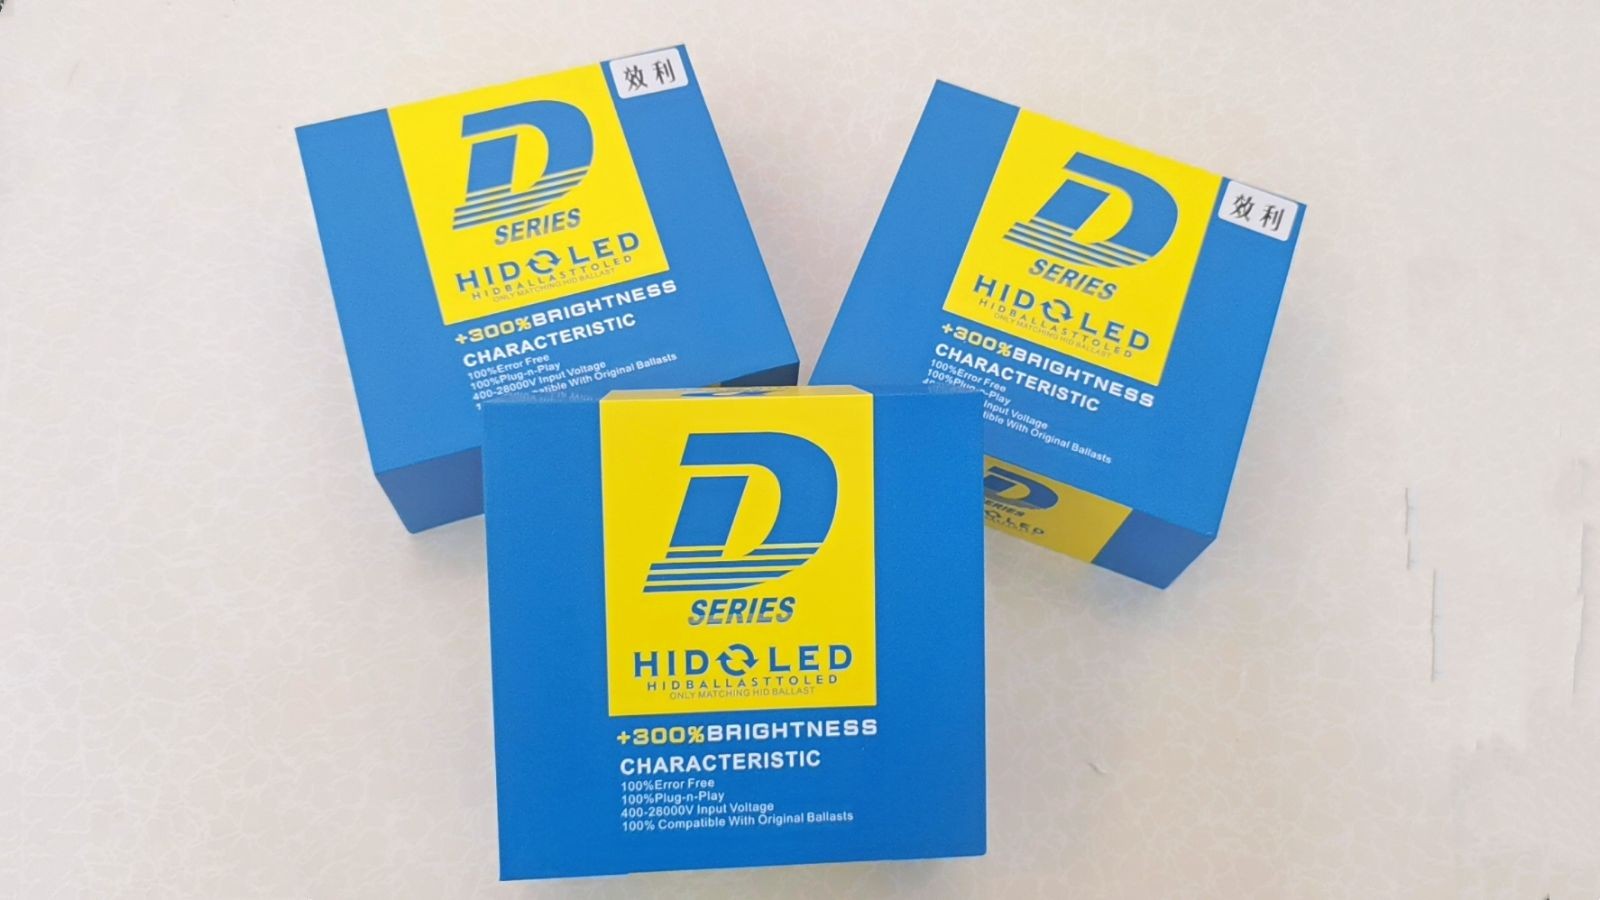 效利
D
SERIES
HID LED
HIDBALLASTTOLED
ONLY MATCHING HID BALLAST
+300%BRIGHTNESS
CHARACTERISTIC
100%Error Free
100%Plug-n-Play
400-28000V Input Voltage
Compatible With Original Ballasts
效利
D
SERIES
HID LED
HIDBALLASTTOLED
ONLY MATCHING HID BALLAST
+300%BRIGHTNESS
CHARACTERISTIC
100%Error Free
100%Plug-n-Play
Input Voltage
With Original Ballasts
D
SERIES
LED
D
SERIES
HID LED
HIDBALLASTTOLED
ONLY MATCHING HID BALLAST
+300%BRIGHTNESS
CHARACTERISTIC
100%Error Free
100%Plug-n-Play
400-28000V Input Voltage
100% Compatible With Original Ballasts